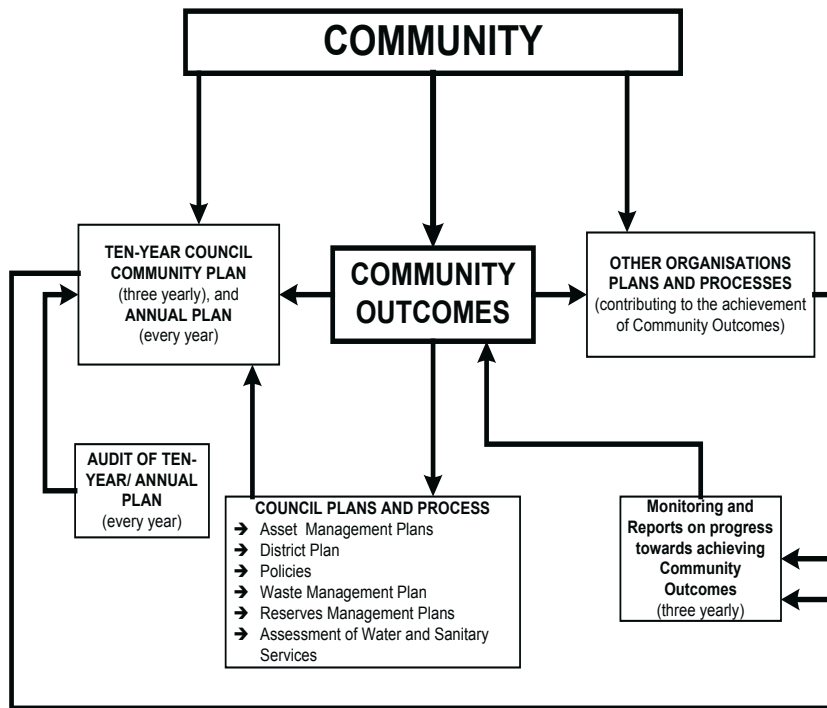 COMMUNITY
TEN-YEAR COUNCIL
COMMUNITY PLAN
(three yearly), and
ANNUAL PLAN
(every year)
COMMUNITY
OUTCOMES
OTHER ORGANISATIONS
PLANS AND PROCESSES
(contributing to the achievement
of Community Outcomes)
AUDIT OF TEN-
YEAR/ ANNUAL
PLAN
(every year)
COUNCIL PLANS AND PROCESS
➔ Asset Management Plans
➔ District Plan
➔ Policies
➔ Waste Management Plan
➔ Reserves Management Plans
➔ Assessment of Water and Sanitary
Services
Monitoring and
Reports on progress
towards achieving
Community
Outcomes
(three yearly)